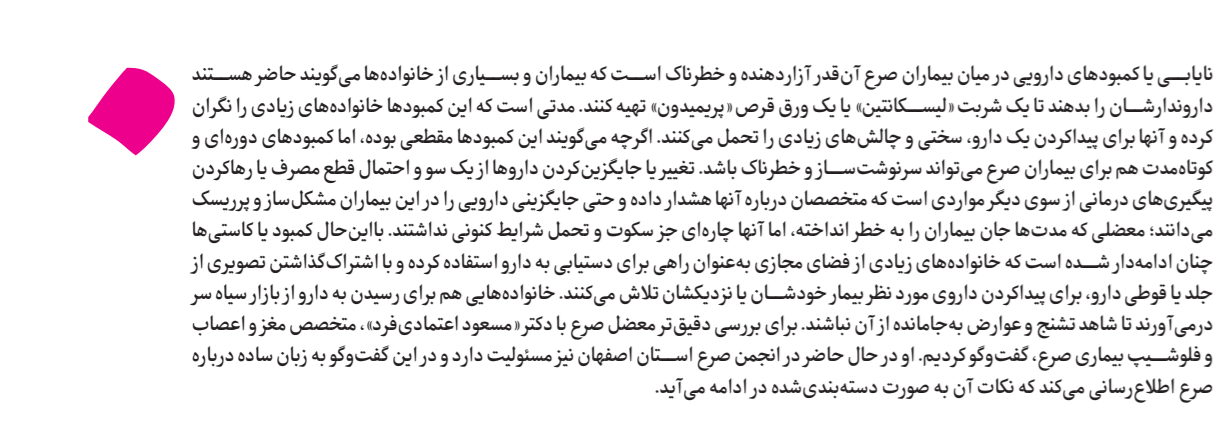 نایابی یا کمبودهای دارویی در میان بیماران صرع آن‌قدر آزاردهنده و خطرناک است که بیماران و بسیاری از خانواده‌ها می‌گویند حاضر هستند
داروندارشان را بدهند تا یک شربت «لیسکانتین» یا یک ورق قرص «پریمیدون» تهیه کنند. مدتی است که این کمبودها خانواده‌های زیادی را نگران
کرده و آنها برای پیداکردن یک دارو، سختی و چالش‌های زیادی را تحمل می‌کنند. اگرچه می‌گویند این کمبودها مقطعی بوده، اما کمبودهای دوره‌ای و
کوتاه‌مدت هم برای بیماران صرع می‌تواند سرنوشت‌ساز و خطرناک باشد. تغییر یا جایگزین‌کردن داروها از یک سو و احتمال قطع مصرف یا رهاکردن
پیگیری‌های درمانی از سوی دیگر مواردی است که متخصصان درباره آنها هشدار داده و حتی جایگزینی دارویی را در این بیماران مشکل‌ساز و پرریسک
می‌دانند؛ معضلی که مدت‌ها جان بیماران را به خطر انداخته، اما آنها چاره‌ای جز سکوت و تحمل شرایط کنونی نداشتند. بااین‌حال کمبود یا کاستی‌ها
چنان ادامه‌دار شده است که خانواده‌های زیادی از فضای مجازی به‌عنوان راهی برای دستیابی به دارو استفاده کرده و با اشتراک‌گذاشتن تصویری از
جلد یا قوطی دارو، برای پیداکردن داروی مورد نظر بیمار خودشان یا نزدیکشان تلاش می‌کنند. خانواده‌هایی هم برای رسیدن به دارو از بازار سیاه سر
درمی‌آورند تا شاهد تشنج و عوارض به‌جامانده از آن نباشند. برای بررسی دقیق‌تر معضل صرع با دکتر «مسعود اعتمادی‌فرد»، متخصص مغز و اعصاب
و فلوشیپ بیماری صرع، گفت‌وگو کردیم. او در حال حاضر در انجمن صرع استان اصفهان نیز مسئولیت دارد و در این گفت‌وگو به زبان ساده درباره
صرع اطلاع‌رسانی می‌کند که نکات آن به صورت دسته‌بندی‌شده در ادامه می‌آید.